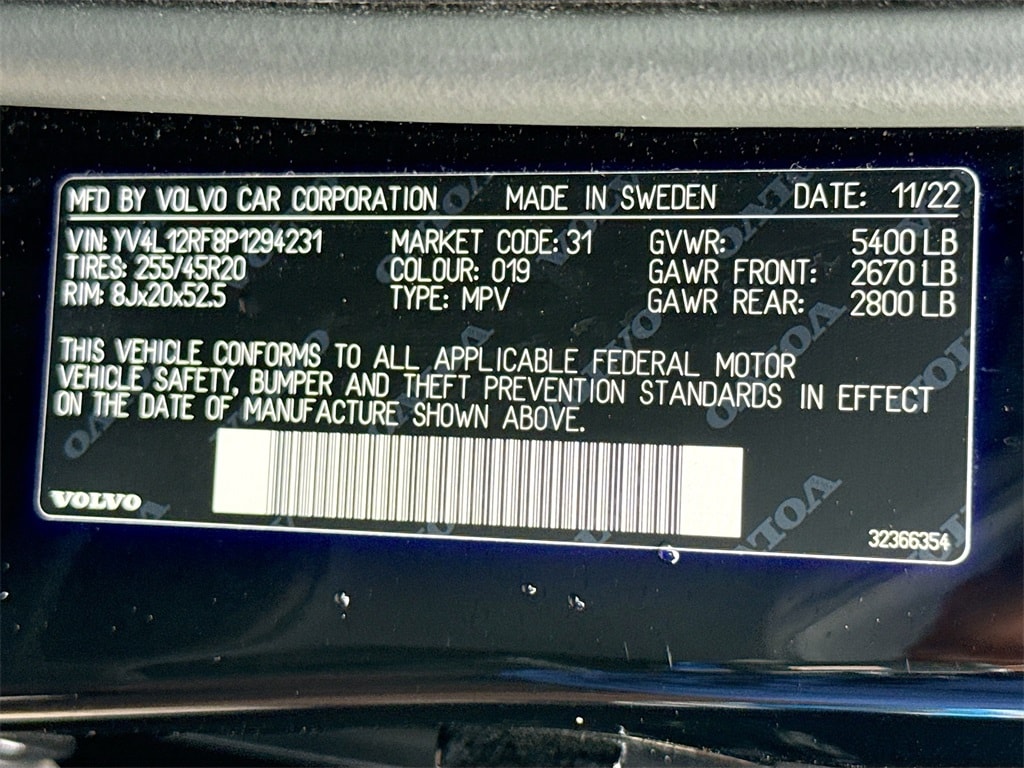 MFD BY VOLVO CAR CORPORATION MADE IN SWEDEN DATE: 11/22
VIN: YV4L12RF8P1294231 MARKET CODE: 31 GVWR: 5400 LB
TIRES: 255/45R20 COLOUR: 019 GAWR FRONT: 2670 LB
RIM: 8Jx20x52.5 TYPE: MPV GAWR REAR: 2800 LB
THIS VEHICLE CONFORMS TO ALL APPLICABLE FEDERAL MOTOR
VEHICLE SAFETY, BUMPER AND THEFT PREVENTION STANDARDS IN EFFECT
ON THE DATE OF MANUFACTURE SHOWN ABOVE.
VOLVO
32366354